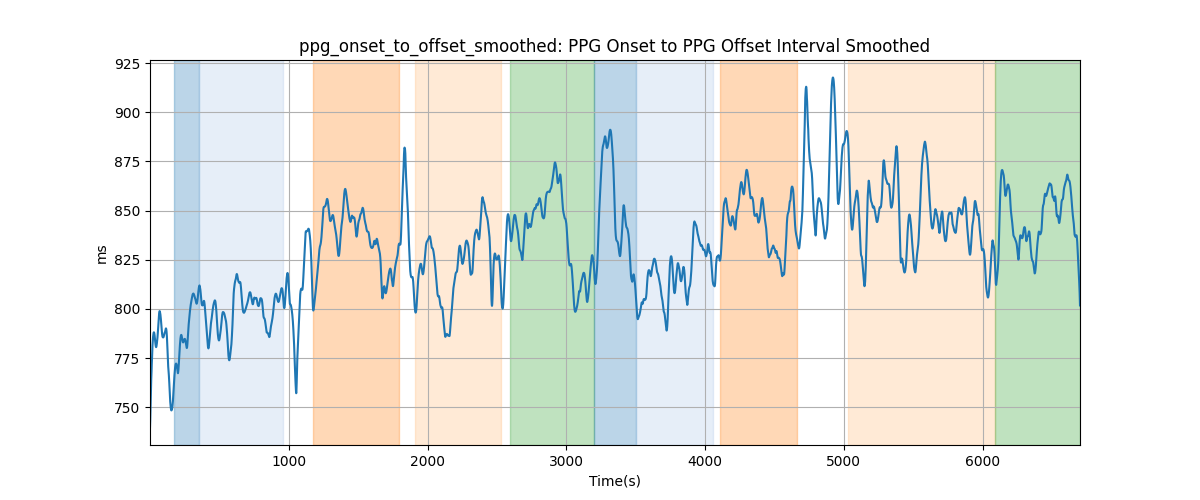 ppg_onset_to_offset_smoothed: PPG Onset to PPG Offset Interval Smoothed
925
900
875
850
825
800
775
750
ms
1000 2000 3000 4000 5000 6000
Time(s)